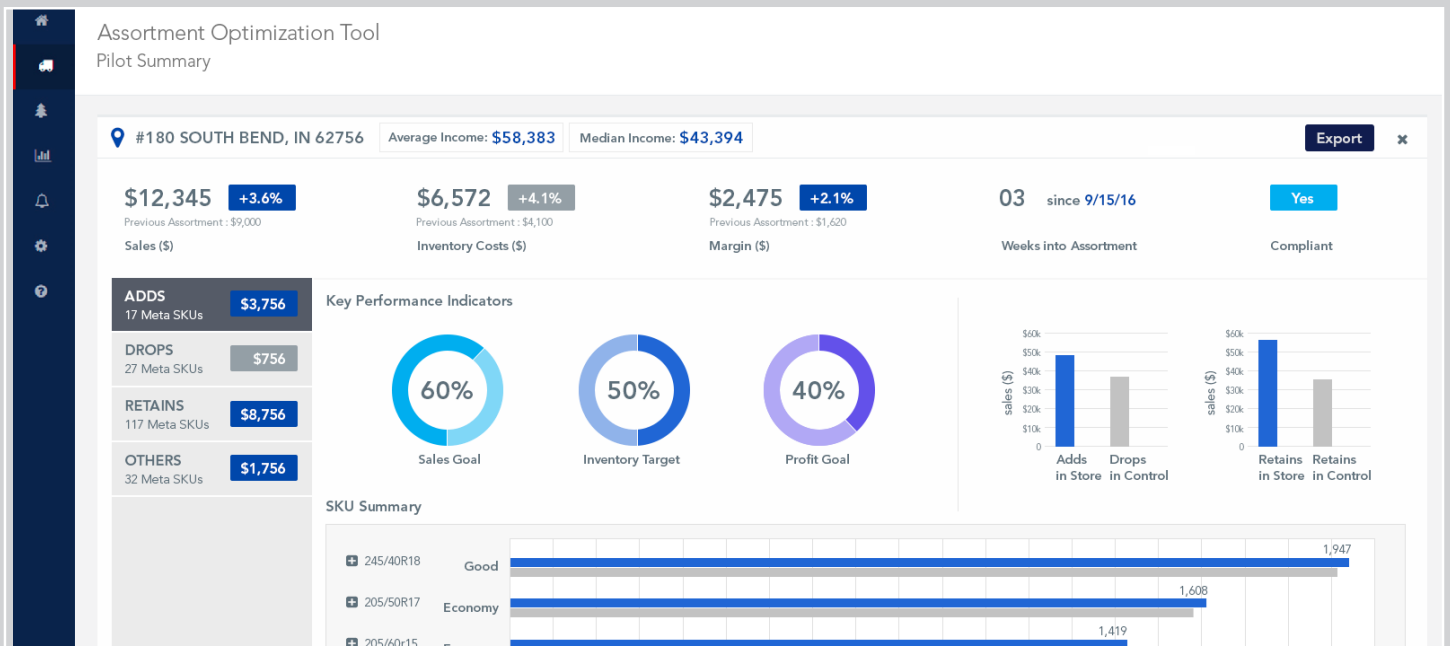 Assortment Optimization Tool
Pilot Summary
#180 SOUTH BEND, IN 62756
Average Income: $58,383
Median Income: $43,394
Export
$12,345
+3.6%
Previous Assortment : $9,000
Sales ($)
$6,572
+4.1%
Previous Assortment : $4,100
Inventory Costs ($)
$2,475
+2.1%
Previous Assortment : $1,620
Margin ($)
03 since 9/15/16
Weeks into Assortment
Yes
Compliant
ADDS
17 Meta SKUs
$3,756
DROPS
27 Meta SKUs
$756
RETAINS
117 Meta SKUs
$8,756
OTHERS
32 Meta SKUs
$1,756
Key Performance Indicators
60%
Sales Goal
50%
Inventory Target
40%
Profit Goal
sales ($)
$60k
$50k
$40k
$30k
$20k
$10k
0
Adds
in Store
Drops
in Control
sales ($)
$60k
$50k
$40k
$30k
$20k
$10k
0
Retains
in Store
Retains
in Control
SKU Summary
245/40R18
Good
1,947
205/50R17
Economy
1,608
205/60r15
1,419